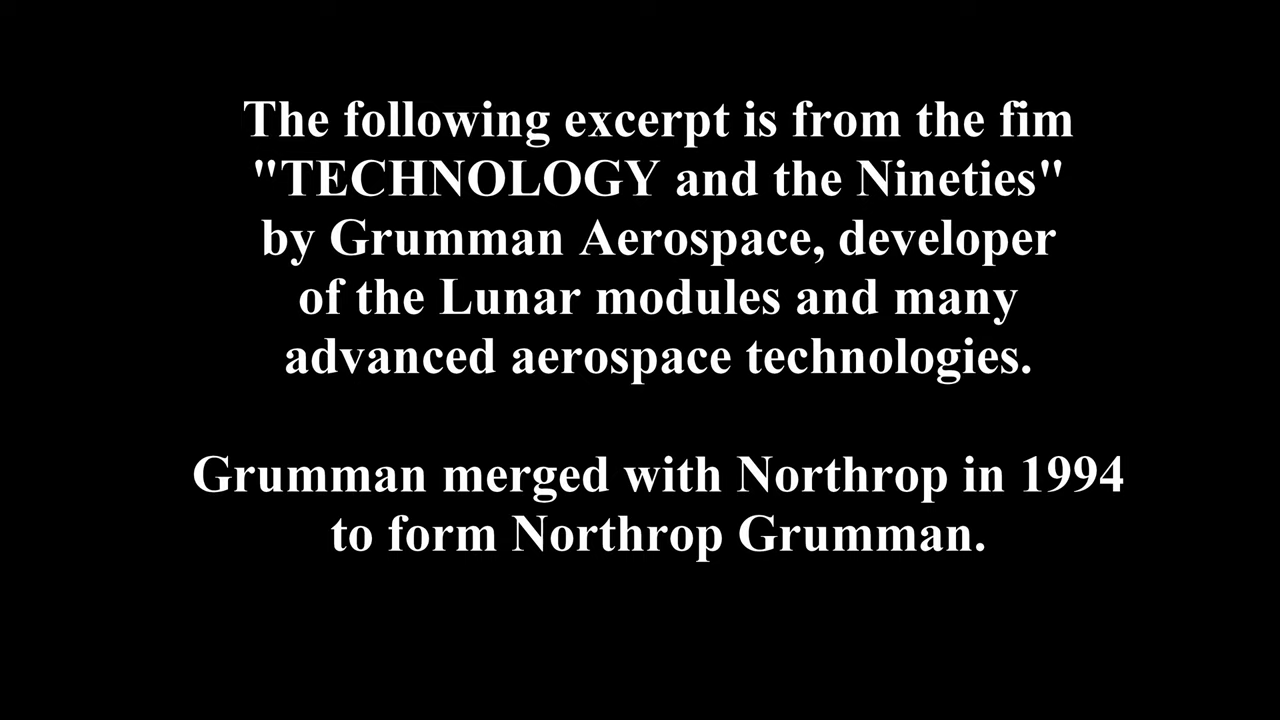 The following excerpt is from the fim
"TECHNOLOGY and the Nineties"
by Grumman Aerospace, developer
of the Lunar modules and many
advanced aerospace technologies.
Grumman merged with Northrop in 1994
to form Northrop Grumman.